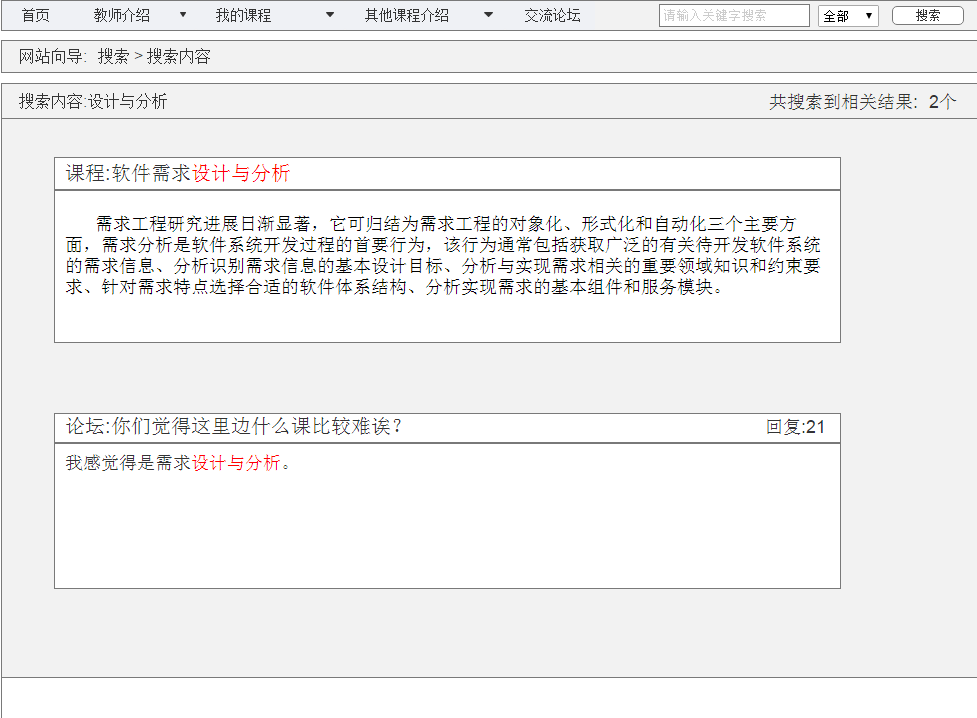 首页 教师介绍 我的课程 其他课程介绍 交流论坛 请输入关键字搜索 全部 搜索
网站向导: 搜索 > 搜索内容
搜索内容:设计与分析 共搜索到相关结果: 2个
课程:软件需求设计与分析
需求工程研究进展日渐显著，它可归结为需求工程的对象化、形式化和自动化三个主要方
面，需求分析是软件系统开发过程的首要行为，该行为通常包括获取广泛的有关待开发软件系统
的需求信息、分析识别需求信息的基本设计目标、分析与实现需求相关的重要领域知识和约束要
求、针对需求特点选择合适的软件体系结构、分析实现需求的基本组件和服务模块。
论坛:你们觉得这里边什么课比较难诶? 回复:21
我感觉得是需求设计与分析。